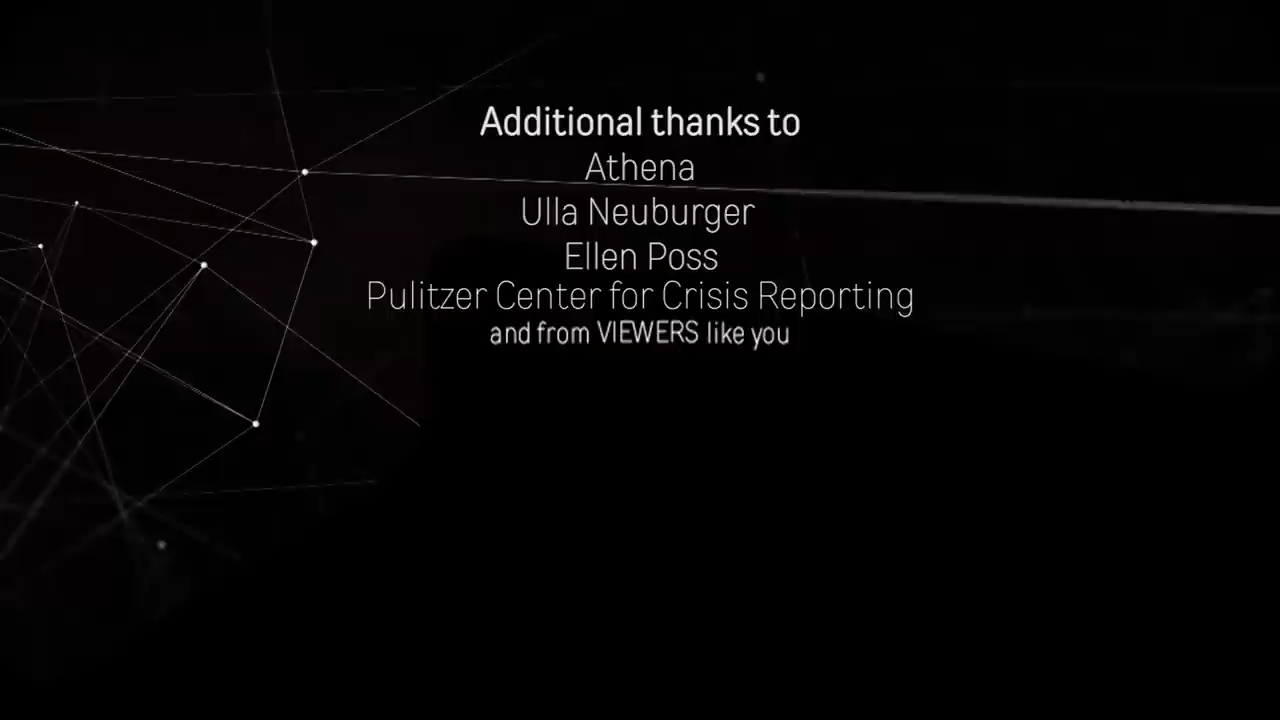 Additional thanks to
Athena
Ulla Neuburger
Ellen Poss
Pulitzer Center for Crisis Reporting
and from VIEWERS like you